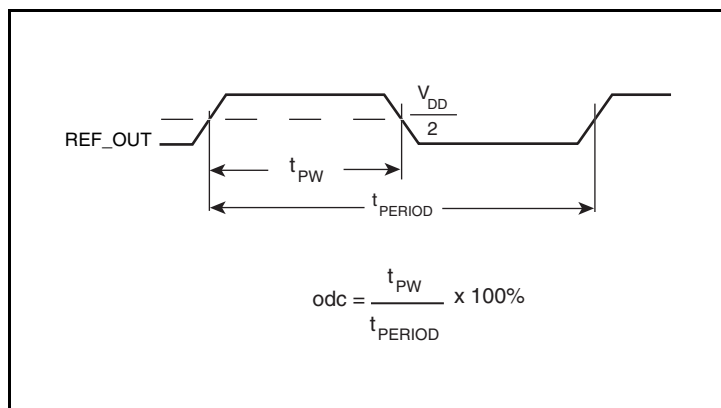 V_DD
2
REF_OUT
t_PW
t_PERIOD
t_PW
odc = x 100%
t_PERIOD